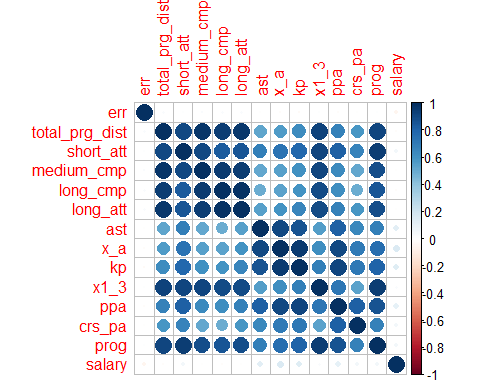 err
total_prg_dist
short_att
medium_cmp
long_cmp
long_att
ast
x_a
kp
x1_3
ppa
crs_pa
prog
salary
err
total_prg_dist
short_att
medium_cmp
long_cmp
long_att
ast
x_a
kp
x1_3
ppa
crs_pa
prog
salary
1
0.8
0.6
0.4
0.2
0
-0.2
-0.4
-0.6
-0.8
-1